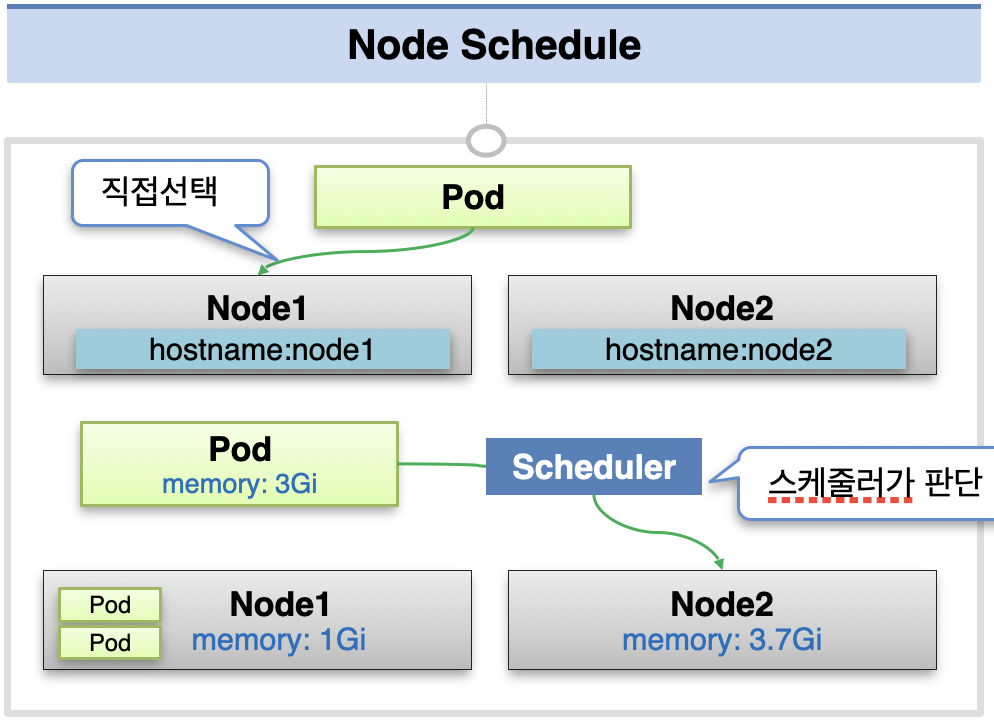 Node Schedule
직접선택
Pod
Node1
hostname:node1
Node2
hostname:node2
Pod
memory: 3Gi
Scheduler
스케줄러가 판단
Pod
Pod
Node1
memory: 1Gi
Node2
memory: 3.7Gi